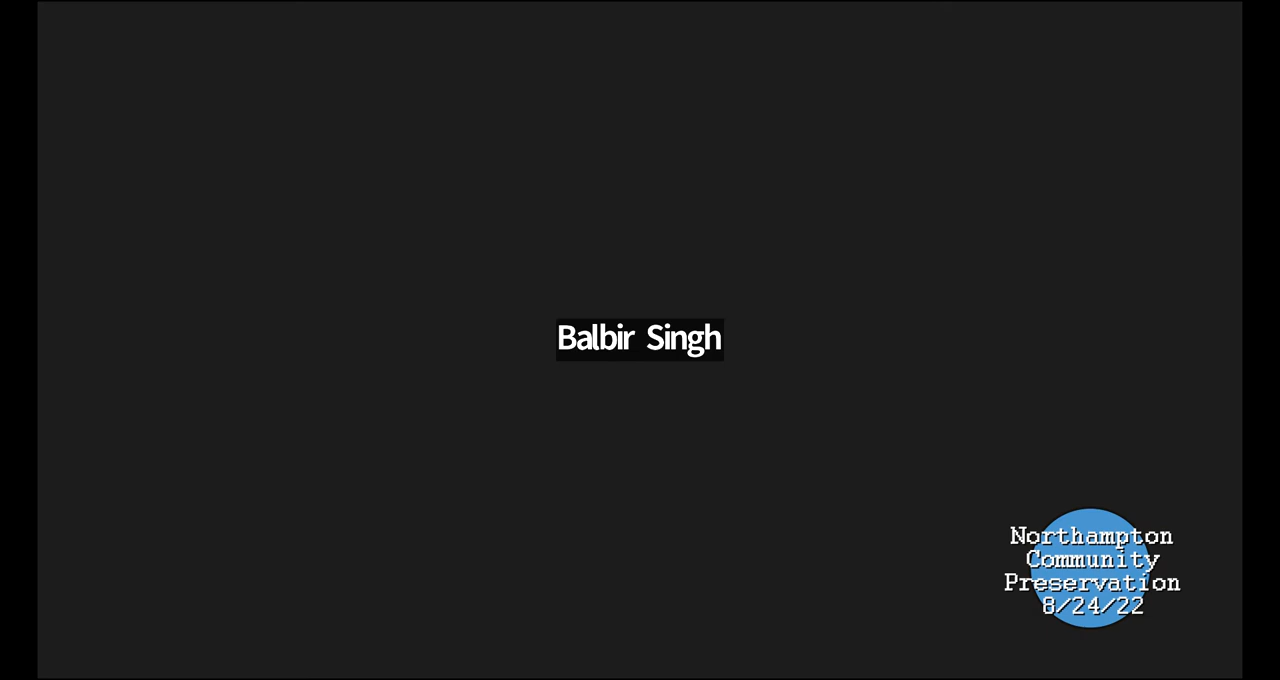 Balbir Singh
Northampton
Community
Preservation
8/24/22